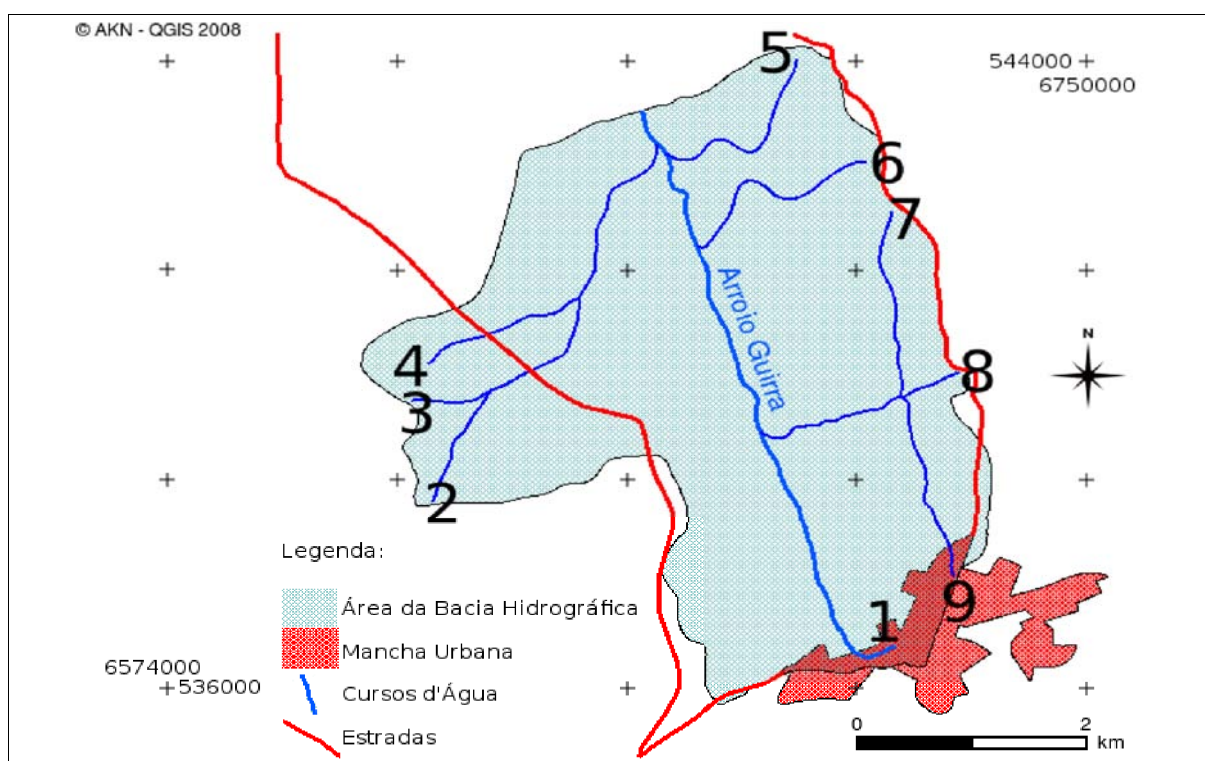 © AKN - QGIS 2008
5
544000
6750000
6
7
Arroio Guirra
N
4
8
3
2
Legenda:
Área da Bacia Hidrográfica
9
1
Mancha Urbana
6574000
536000
Cursos d'Água
Estradas
0 2
km